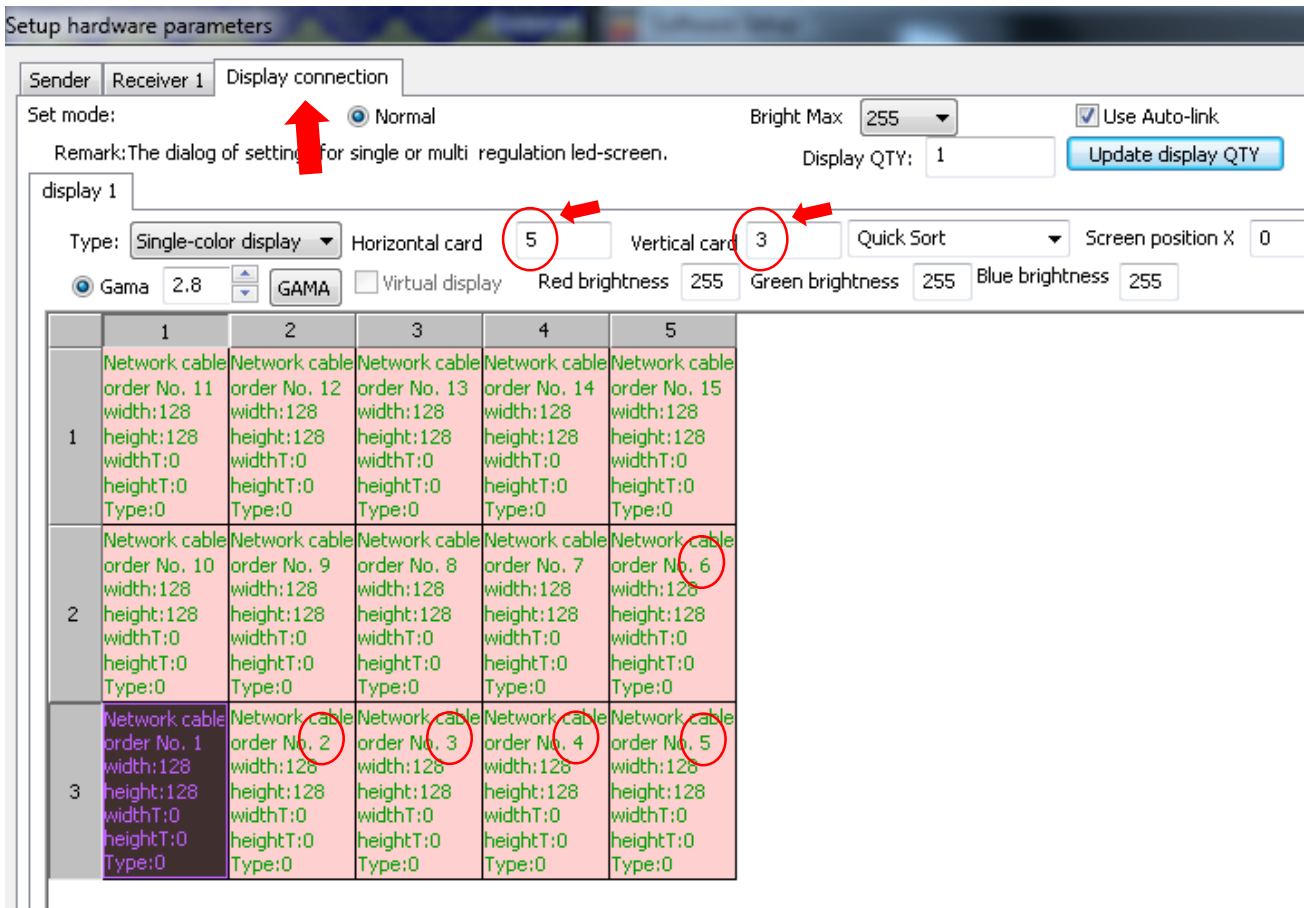 Setup hardware parameters
Sender Receiver 1 Display connection
Set mode: Normal Bright Max 255 Use Auto-link
Remark:The dialog of settings for single or multi regulation led-screen. Display QTY: 1 Update display QTY
display 1
Type: Single-color display Horizontal card 5 Vertical card 3 Quick Sort Screen position X 0
Gama 2.8 GAMA Virtual display Red brightness 255 Green brightness 255 Blue brightness 255
1 2 3 4 5
Network cable Network cable Network cable Network cable Network cable
order No. 11 order No. 12 order No. 13 order No. 14 order No. 15
width:128 width:128 width:128 width:128 width:128
1 height:128 height:128 height:128 height:128 height:128
widthT:0 widthT:0 widthT:0 widthT:0 widthT:0
heightT:0 heightT:0 heightT:0 heightT:0 heightT:0
Type:0 Type:0 Type:0 Type:0 Type:0
Network cable Network cable Network cable Network cable Network cable
order No. 10 order No. 9 order No. 8 order No. 7 order No. 6
width:128 width:128 width:128 width:128 width:128
2 height:128 height:128 height:128 height:128 height:128
widthT:0 widthT:0 widthT:0 widthT:0 widthT:0
heightT:0 heightT:0 heightT:0 heightT:0 heightT:0
Type:0 Type:0 Type:0 Type:0 Type:0
Network cable Network cable Network cable Network cable Network cable
order No. 1 order No. 2 order No. 3 order No. 4 order No. 5
width:128 width:128 width:128 width:128 width:128
3 height:128 height:128 height:128 height:128 height:128
widthT:0 widthT:0 widthT:0 widthT:0 widthT:0
heightT:0 heightT:0 heightT:0 heightT:0 heightT:0
Type:0 Type:0 Type:0 Type:0 Type:0